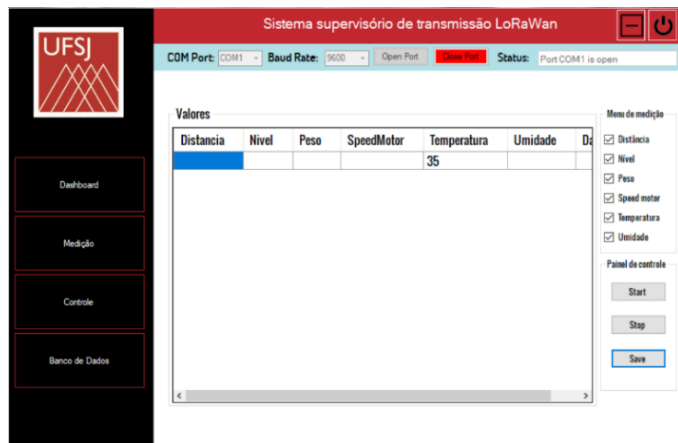 UFSJ
Sistema supervisório de transmissão LoRaWan
COM Port: COM1 Baud Rate: 9600 Open Port Close Port Status: Port COM1 is open
Dashboard
Medição
Controle
Banco de Dados
Valores
Distancia Nivel Peso SpeedMotor Temperatura Umidade Da
35
Menu de medição
Distância
Nível
Peso
Speed motor
Temperatura
Umidade
Painel de controle
Start
Stop
Save